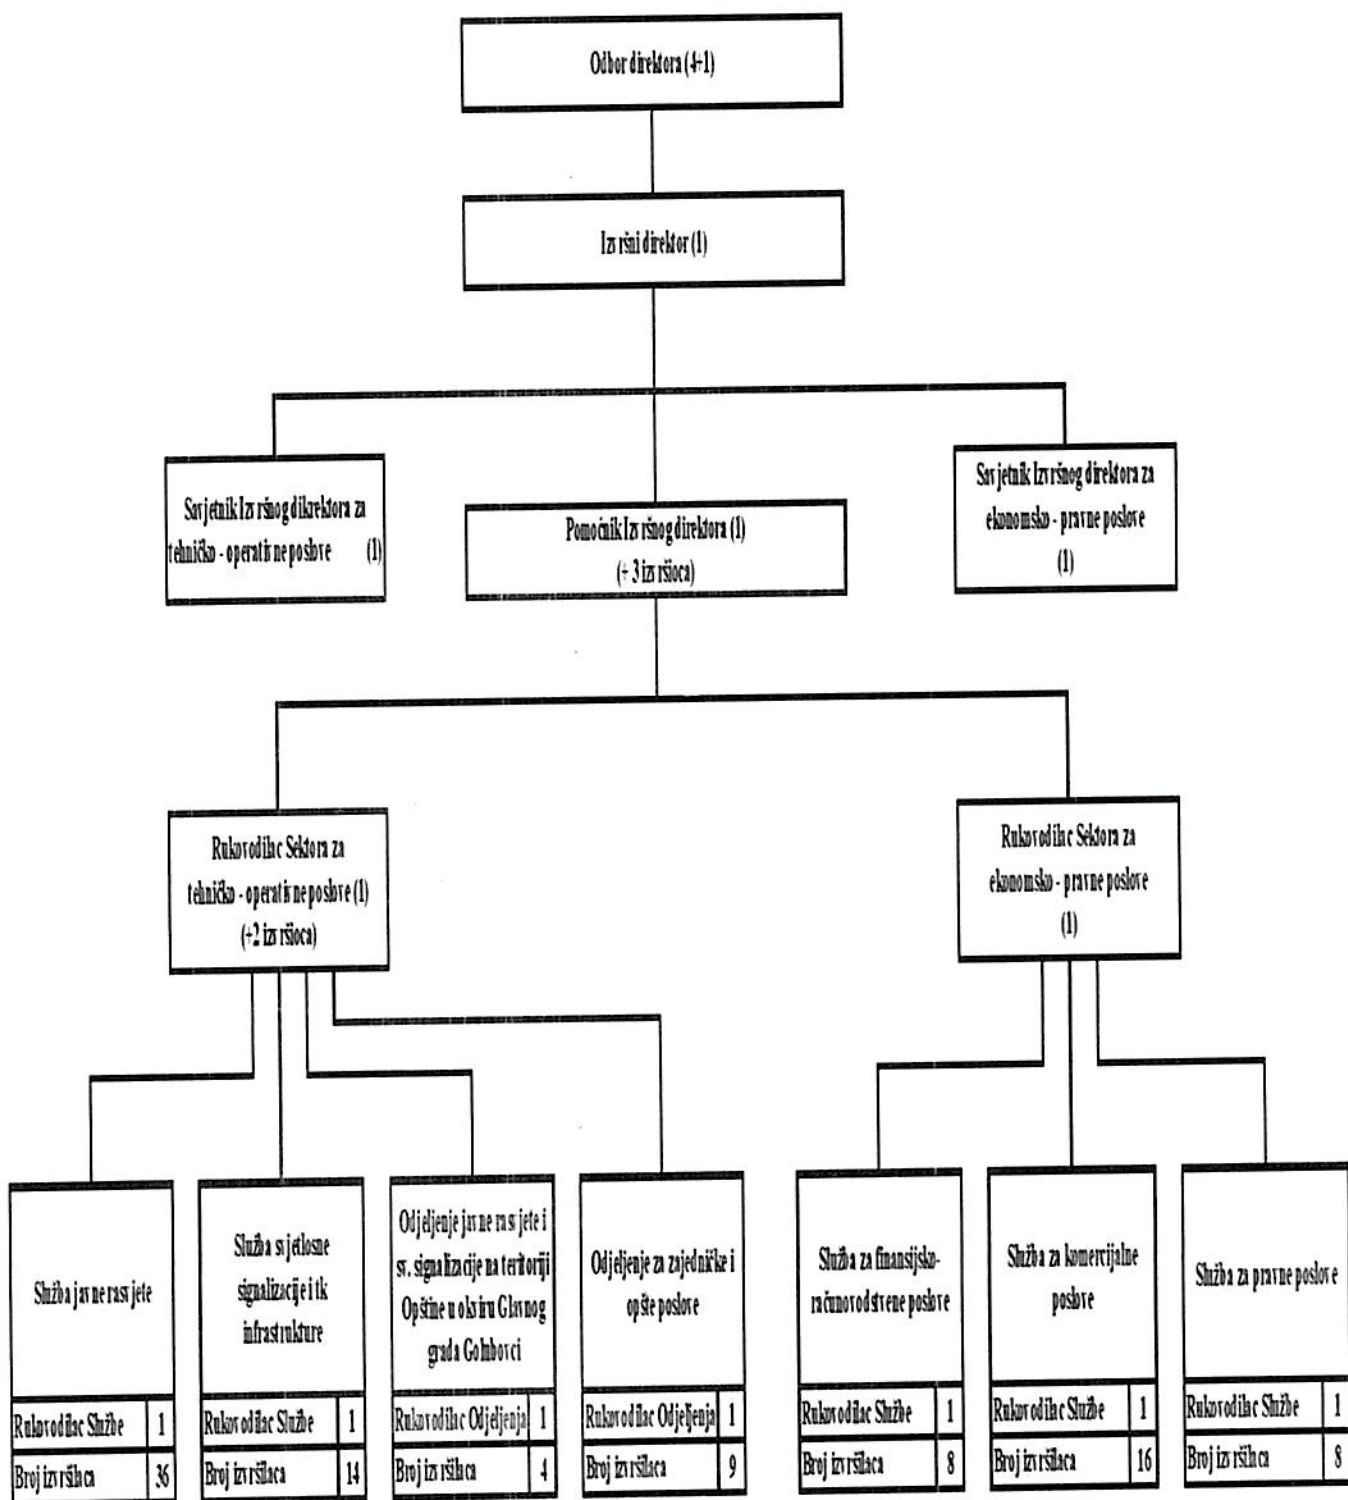 Odbor direktora (4+1)
Izvršni direktor (1)
Savjetnik Izvršnog dikrektora za
tehničko - operativne poslove (1)
Pomoćnik Izvršnog direktora (1)
(+ 3 izvršioca)
Savjetnik Izvršnog direktora za
ekonomsko - pravne poslove
(1)
Rukovodilac Sektora za
tehničko - operativne poslove (1)
(+2 izvršioca)
Rukovodilac Sektora za
ekonomsko - pravne poslove
(1)
Služba javne rasvjete
Rukovodilac Službe 1
Broj izvršilaca 36
Služba svjetlosne
signalizacije i tk
infrastrukture
Rukovodilac Službe 1
Broj izvršilaca 14
Odjeljenje javne rasvjete i
sv. signalizacije na teritoriji
Opštine u okviru Glavnog
grada Golubovci
Rukovodilac Odjeljenja 1
Broj izvršilaca 4
Odjeljenje za zajedničke i
opšte poslove
Rukovodilac Odjeljenja 1
Broj izvršilaca 9
Služba za finansijsko-
računovodstvene poslove
Rukovodilac Službe 1
Broj izvršilaca 8
Služba za komercijalne
poslove
Rukovodilac Službe 1
Broj izvršilaca 16
Služba za pravne poslove
Rukovodilac Službe 1
Broj izvršilaca 8